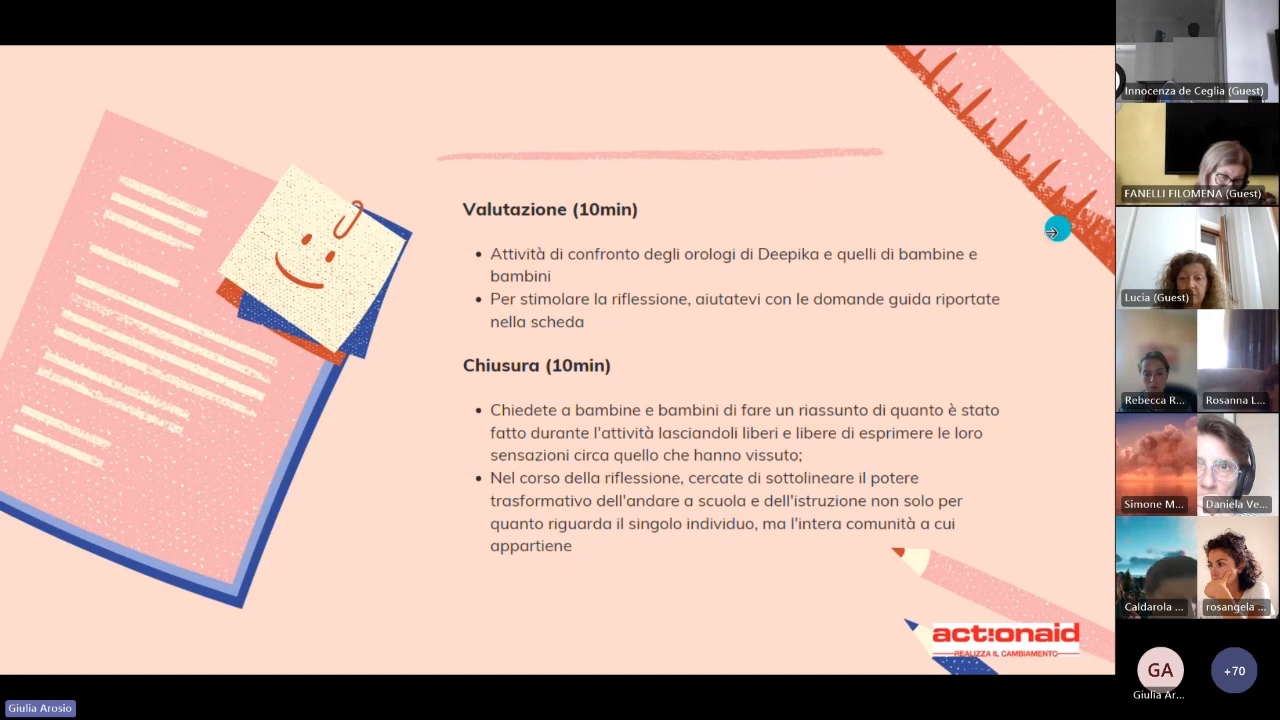 Valutazione (10min)
Attività di confronto degli orologi di Deepika e quelli di bambine e
bambini
Per stimolare la riflessione, aiutatevi con le domande guida riportate
nella scheda
Chiusura (10min)
Chiedete a bambine e bambini di fare un riassunto di quanto è stato
fatto durante l'attività lasciandoli liberi e libere di esprimere le loro
sensazioni circa quello che hanno vissuto;
Nel corso della riflessione, cercate di sottolineare il potere
trasformativo dell'andare a scuola e dell'istruzione non solo per
quanto riguarda il singolo individuo, ma l'intera comunità a cui
appartiene
act!onaid
REALIZZA IL CAMBIAMENTO
Giulia Arosio
Innocenza de Ceglia (Guest)
FANELLI FILOMENA (Guest)
Lucia (Guest)
Rebecca R...
Rosanna L...
Simone M...
Daniela Ve...
Caldarola ...
rosangela ...
GA
Giulia Ar...
+70